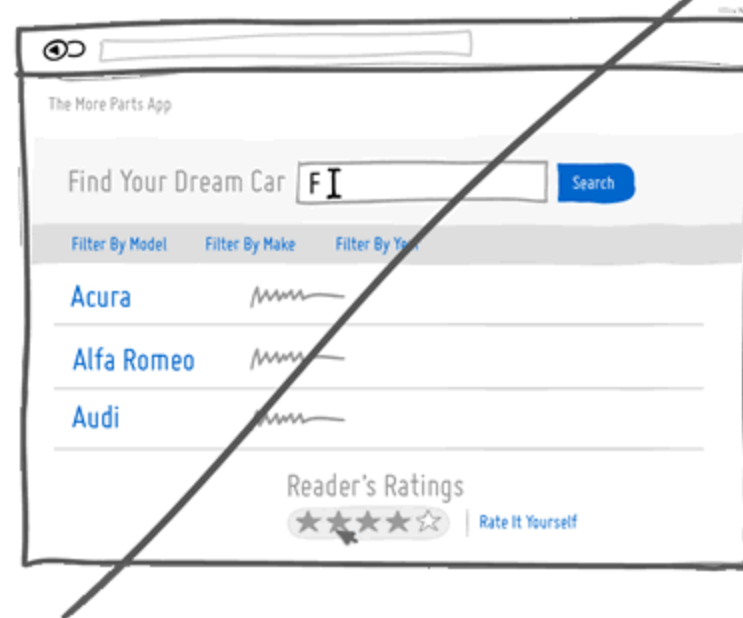 The More Parts App
Find Your Dream Car F Search
Filter By Model Filter By Make Filter By
Acura
Alfa Romeo
Audi
Reader's Ratings
Rate It Yourself